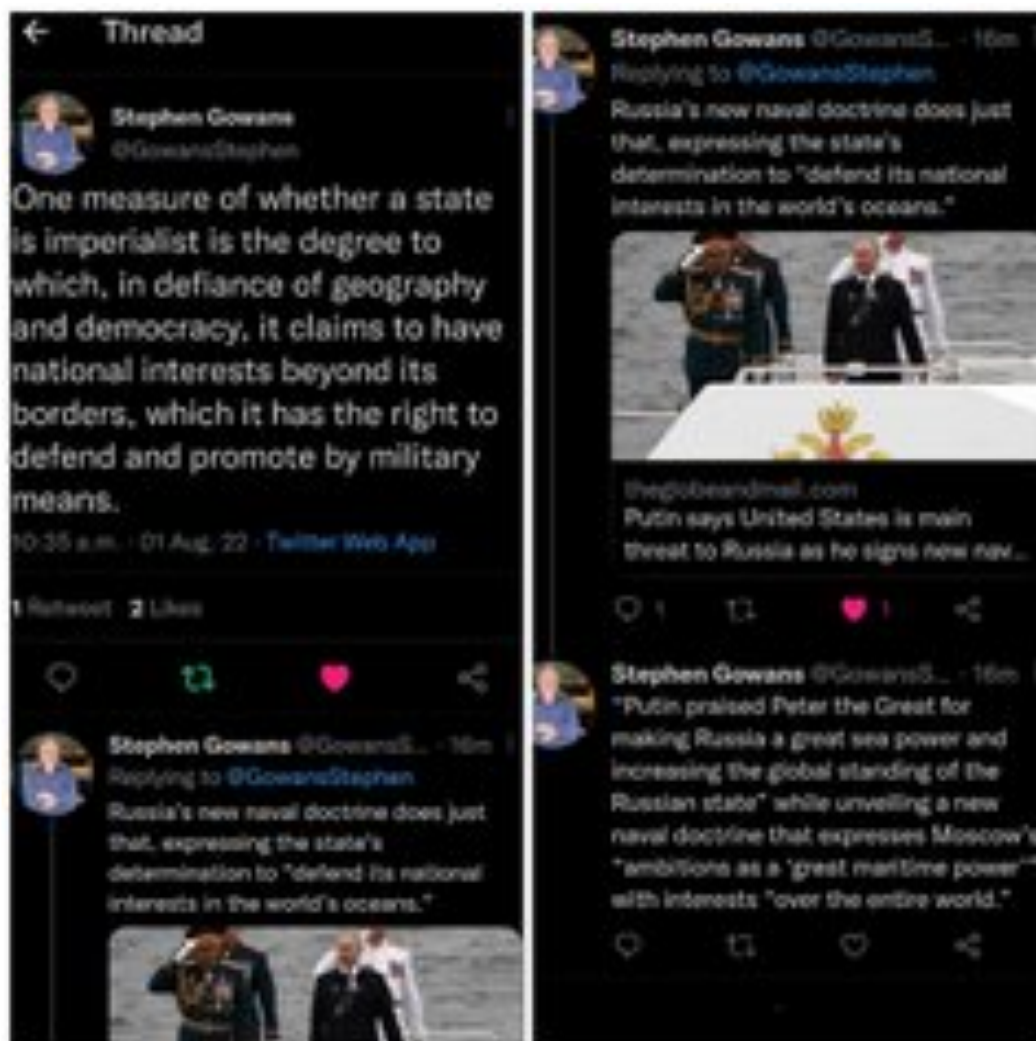 Thread
Stephen Gowans
@GowansStephen
One measure of whether a state
is imperialist is the degree to
which, in defiance of geography
and democracy, it claims to have
national interests beyond its
borders, which it has the right to
defend and promote by military
means.
10:35 a.m. · 01 Aug. 22 · Twitter Web App
1 Retweet 2 Likes
Stephen Gowans @GowansS... · 16m
Replying to @GowansStephen
Russia's new naval doctrine does just
that, expressing the state's
determination to "defend its national
interests in the world's oceans."
Stephen Gowans @GowansS... · 16m
Replying to @GowansStephen
Russia's new naval doctrine does just
that, expressing the state's
determination to "defend its national
interests in the world's oceans."
theglobeandmail.com
Putin says United States is main
threat to Russia as he signs new nav...
1 1
Stephen Gowans @GowansS... · 16m
"Putin praised Peter the Great for
making Russia a great sea power and
increasing the global standing of the
Russian state" while unveiling a new
naval doctrine that expresses Moscow's
"ambitions as a 'great maritime power'"
with interests "over the entire world."